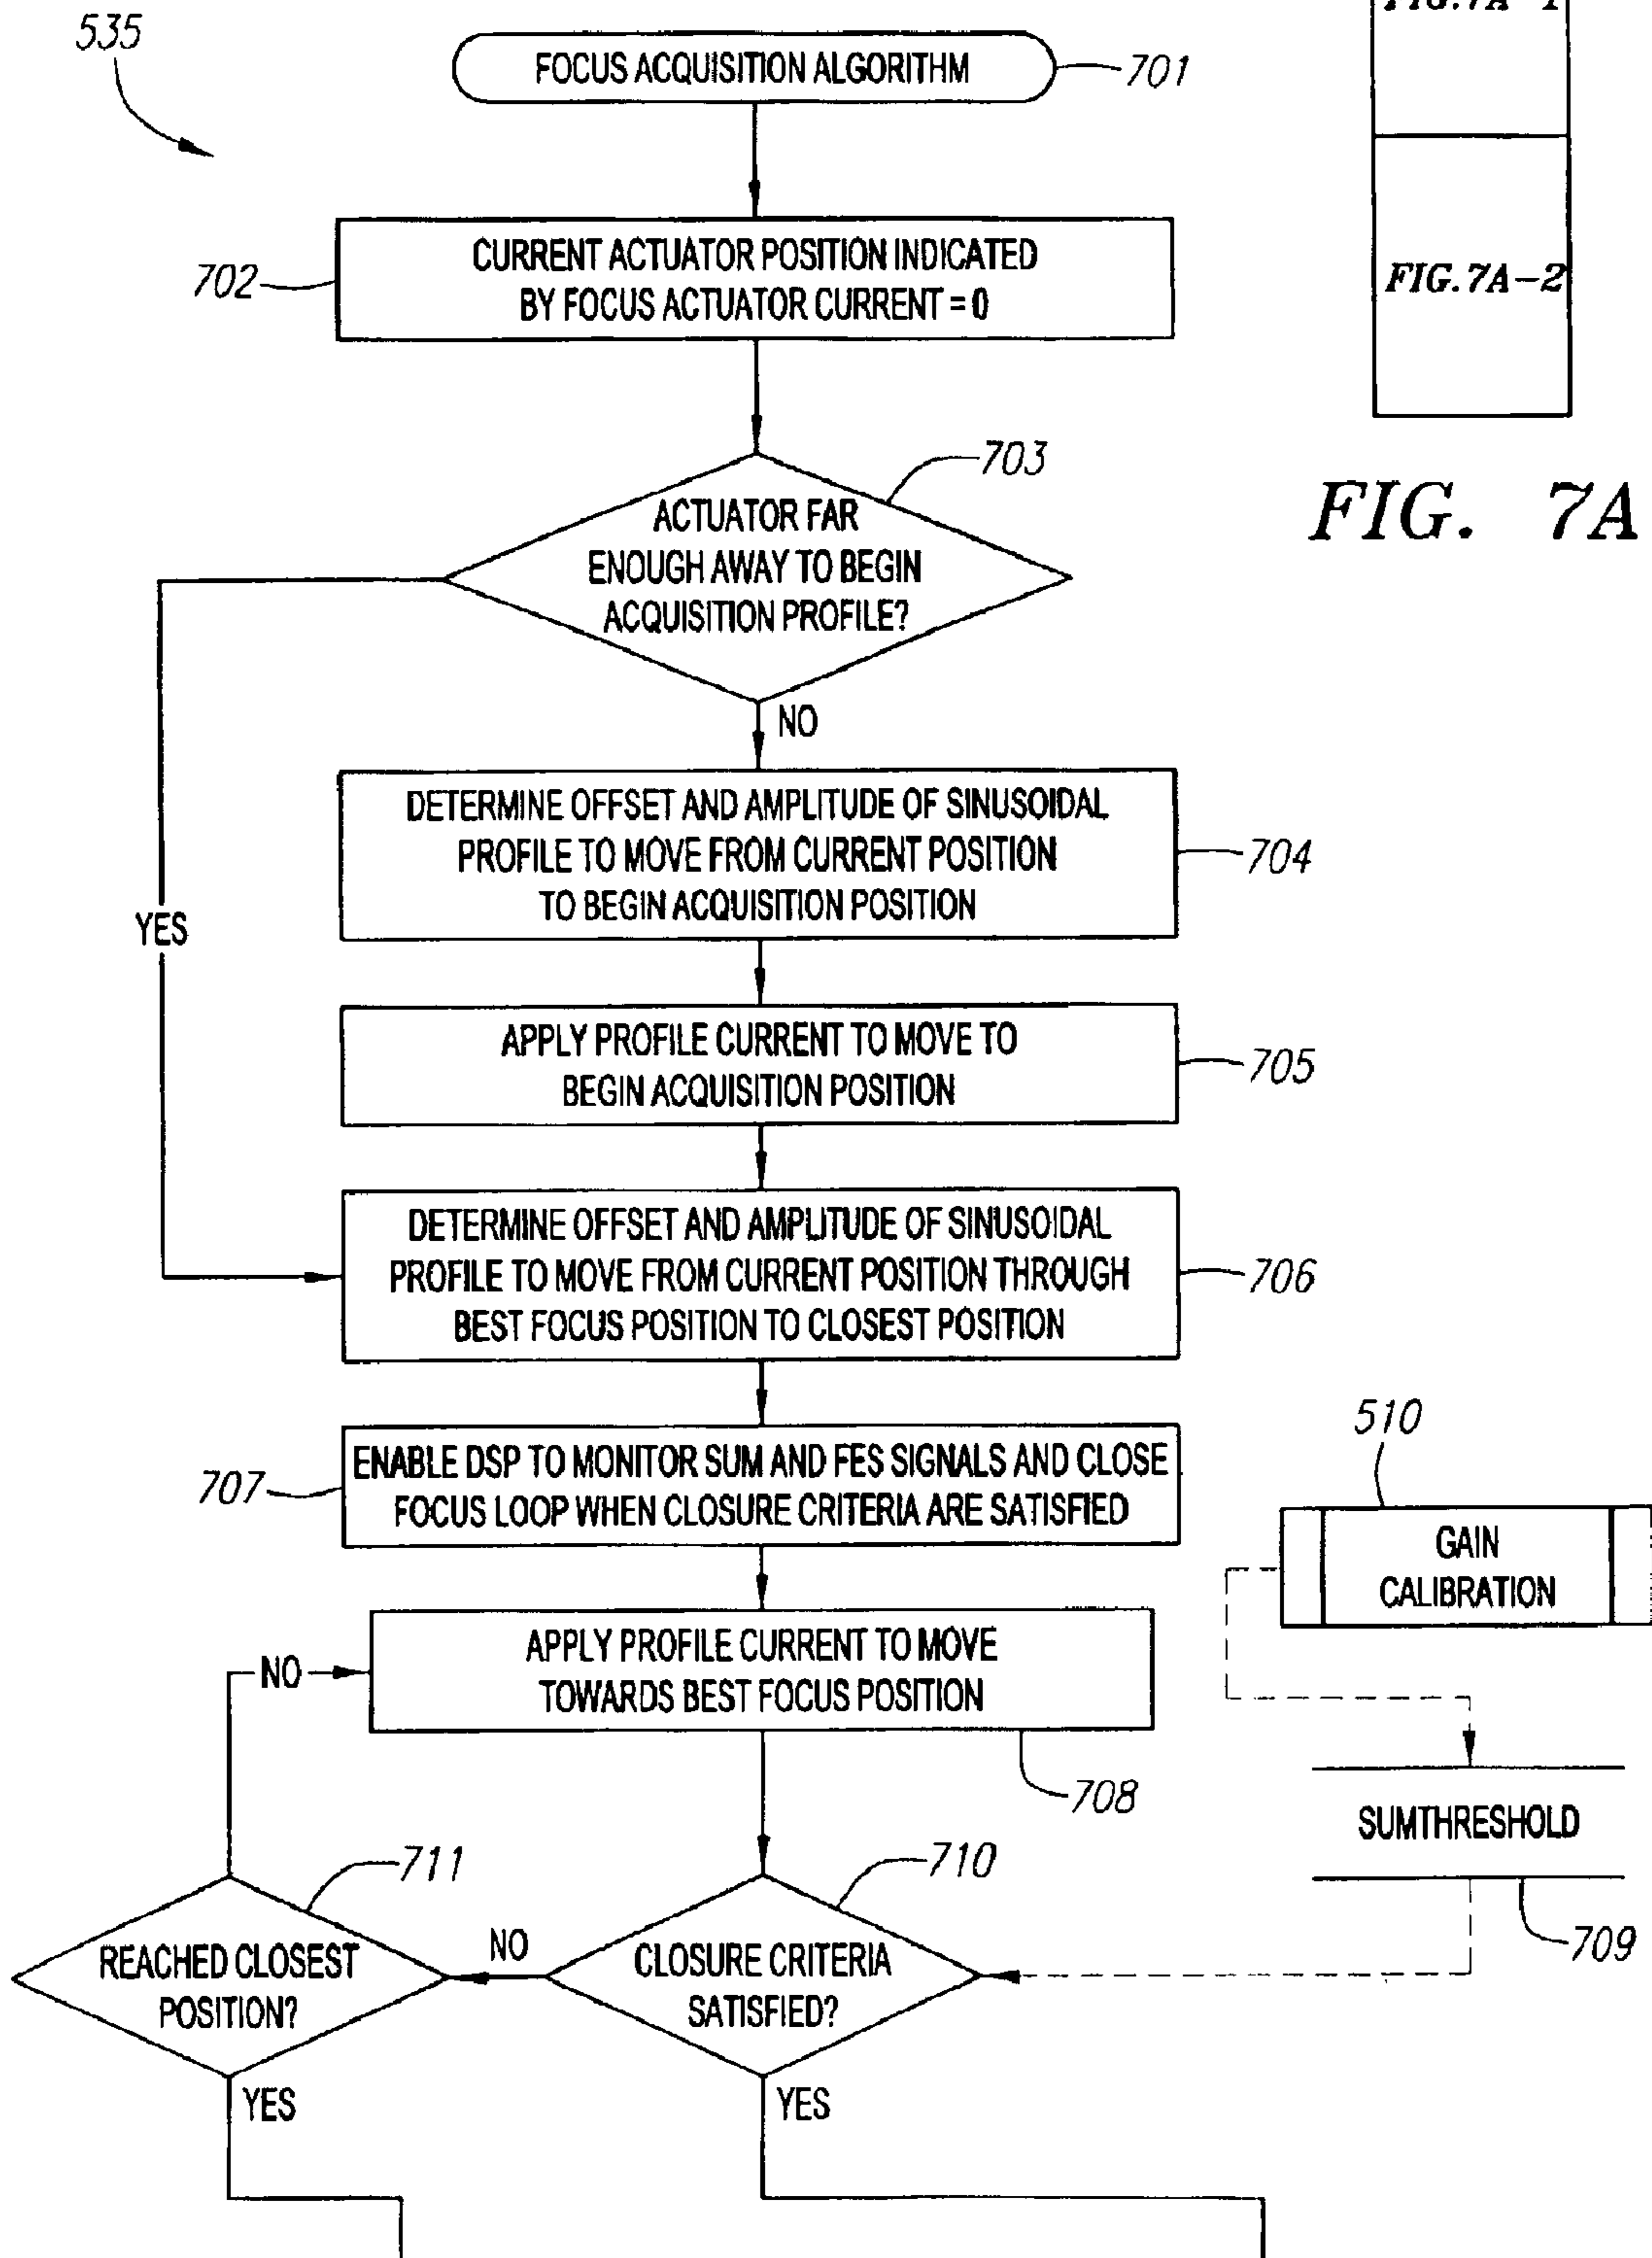 535
FOCUS ACQUISITION ALGORITHM
701
FIG.7A-1
702
CURRENT ACTUATOR POSITION INDICATED
BY FOCUS ACTUATOR CURRENT = 0
FIG.7A-2
FIG. 7A
703
ACTUATOR FAR
ENOUGH AWAY TO BEGIN
ACQUISITION PROFILE?
NO
YES
DETERMINE OFFSET AND AMPLITUDE OF SINUSOIDAL
PROFILE TO MOVE FROM CURRENT POSITION
TO BEGIN ACQUISITION POSITION
704
APPLY PROFILE CURRENT TO MOVE TO
BEGIN ACQUISITION POSITION
705
DETERMINE OFFSET AND AMPLITUDE OF SINUSOIDAL
PROFILE TO MOVE FROM CURRENT POSITION THROUGH
BEST FOCUS POSITION TO CLOSEST POSITION
706
707
ENABLE DSP TO MONITOR SUM AND FES SIGNALS AND CLOSE
FOCUS LOOP WHEN CLOSURE CRITERIA ARE SATISFIED
510
GAIN
CALIBRATION
NO
APPLY PROFILE CURRENT TO MOVE
TOWARDS BEST FOCUS POSITION
708
SUMTHRESHOLD
709
711
REACHED CLOSEST
POSITION?
NO
710
CLOSURE CRITERIA
SATISFIED?
YES
YES